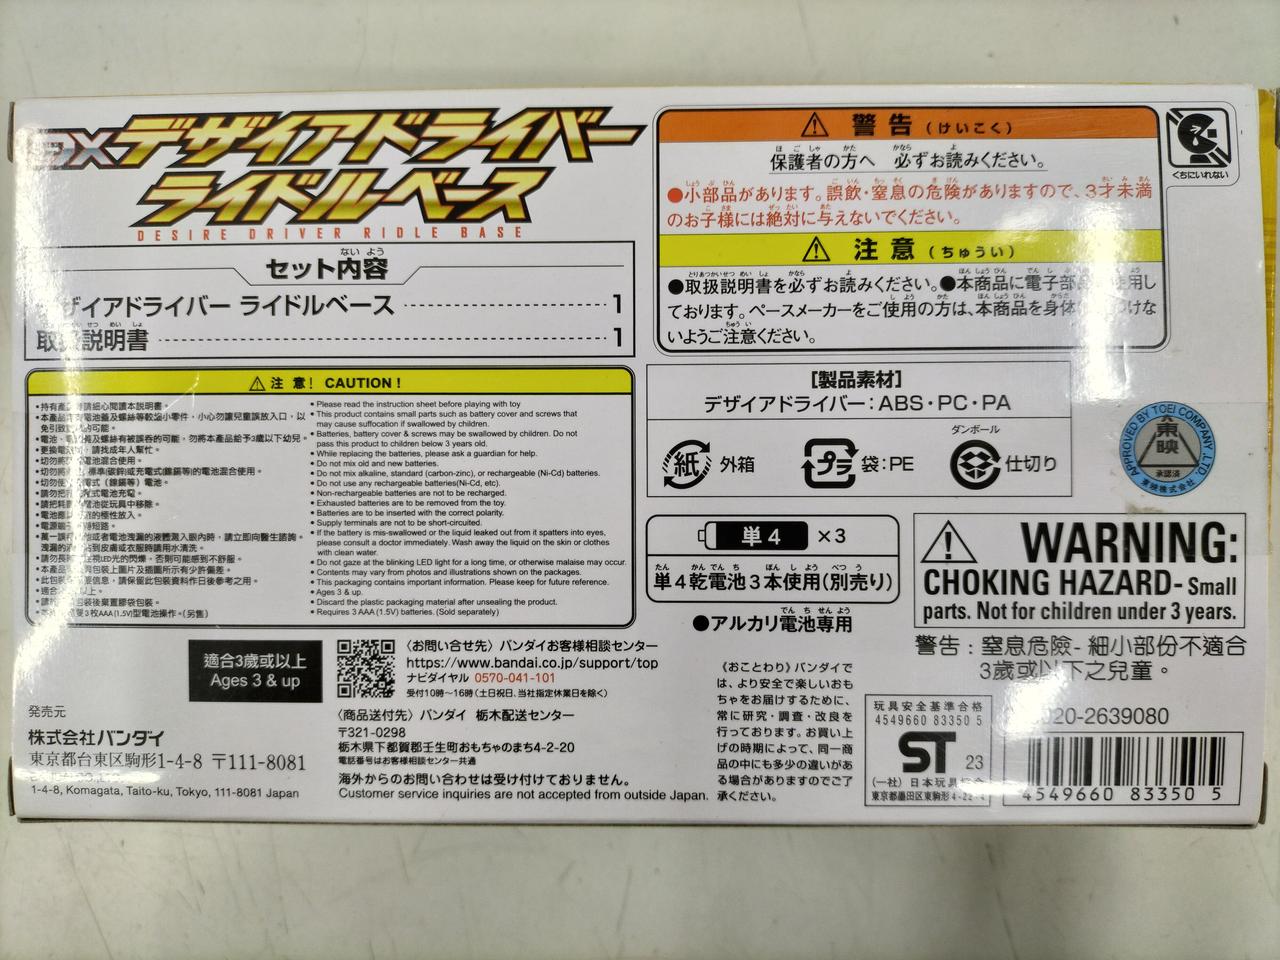 DXデザイアドライバー
ライドルベース
DESIRE DRIVER RIDLE BASE
セット内容
ザイアドライバー ライドルベース 1
取扱説明書 1
注意! CAUTION!
• Please read the instruction sheet before playing with toy
• This product contains small parts such as battery cover and screws that
may cause suffocation if swallowed by children.
• Batteries, battery cover & screws may be swallowed by children. Do not
pass this product to children below 3 years old.
• While replacing the batteries, please ask a guardian for help.
• Do not mix old and new batteries.
• Do not mix alkaline, standard (carbon-zinc), or rechargeable (Ni-Cd) batteries.
• Do not use any rechargeable batteries(Ni-Cd, etc).
• Non-rechargeable batteries are not to be recharged.
• Exhausted batteries are to be removed from the toy.
• Batteries are to be inserted with the correct polarity.
• Supply terminals are not to be short-circuited.
• If the battery is mis-swallowed or the liquid leaked out from it spatters into eyes,
please consult a doctor immediately. Wash away the liquid on the skin or clothes
with clean water.
• Do not gaze at the blinking LED light for a long time, or otherwise malaise may occur.
• Contents may vary from photos and illustrations shown on the packages.
• This packaging contains important information. Please keep for future reference.
• Ages 3 & up.
• Discard the plastic packaging material after unsealing the product.
• Requires 3 AAA (1.5V) batteries. (Sold separately)
適合3歲或以上
Ages 3 & up
〈お問い合せ先〉バンダイお客様相談センター
https://www.bandai.co.jp/support/top
ナビダイヤル 0570-041-101
受付10時〜16時(土日祝日、当社指定休業日を除く)
〈商品送付先〉バンダイ 栃木配送センター
〒321-0298
栃木県下都賀郡壬生町おもちゃのまち4-2-20
電話番号はお客様相談センター共通
海外からのお問い合わせは受け付けておりません。
Customer service inquiries are not accepted from outside Japan.
発売元
株式会社バンダイ
東京都台東区駒形1-4-8 〒111-8081
1-4-8, Komagata, Taito-ku, Tokyo, 111-8081 Japan
警告(けいこく)
保護者の方へ 必ずお読みください。
●小部品があります。誤飲・窒息の危険がありますので、3才未満
のお子様には絶対に与えないでください。
注意(ちゅうい)
●取扱説明書を必ずお読みください。●本商品に電子部品 使用し
ております。ペースメーカーをご使用の方は、本商品を身体 つけな
いようご注意ください。
くちにいれない
[製品素材]
デザイアドライバー:ABS・PC・PA
紙 外箱
プラ 袋:PE
ダンボール
仕切り
APPROVED BY TOEI COMPANY,LTD.
東映
承認済
東映株式会社
単4 ×3
単4乾電池3本使用(別売り)
●アルカリ電池専用
WARNING:
CHOKING HAZARD- Small
parts. Not for children under 3 years.
警告:窒息危險-細小部份不適合
3歲或以下之兒童。
《おことわり》バンダイで
は、より安全で楽しいおも
ちゃをお届けするために、
常に研究・調査・改良を
行っております。お買い上
げの時期によって、同一商
品の中にも多少の違いがあ
る場合がありますのでご了
承ください。
玩具安全基準合格
4549660 83350 5
ST 23
(一社)日本玩具協会
東京都墨田区東駒形4-22-4
020-2639080
4549660 83350 5